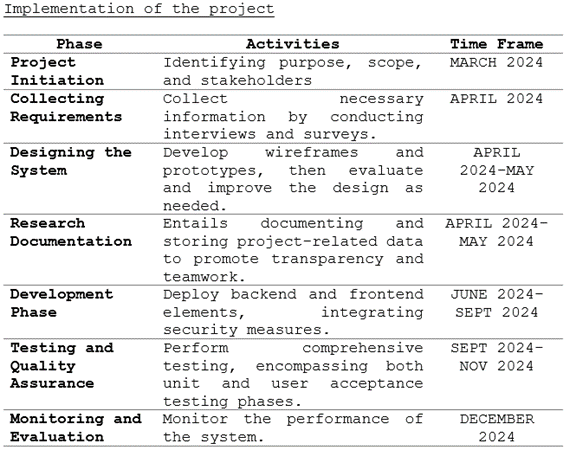 Implementation of the project
Phase Activities Time Frame
Project Identifying purpose, scope, MARCH 2024
Initiation and stakeholders
Collecting Collect necessary APRIL 2024
Requirements information by conducting
interviews and surveys.
Designing the Develop wireframes and APRIL
System prototypes, then evaluate 2024-MAY
and improve the design as 2024
needed.
Research Entails documenting and APRIL 2024-
Documentation storing project-related data MAY 2024
to promote transparency and
teamwork.
Development Deploy backend and frontend JUNE 2024-
Phase elements, integrating SEPT 2024
security measures.
Testing and Perform comprehensive SEPT 2024-
Quality testing, encompassing both NOV 2024
Assurance unit and user acceptance
testing phases.
Monitoring and Monitor the performance of DECEMBER
Evaluation the system. 2024